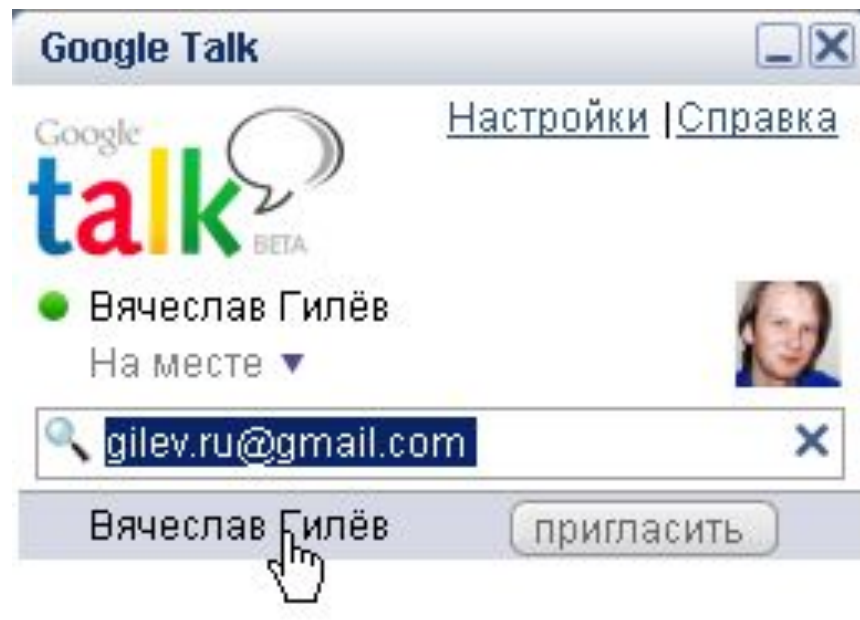 Google Talk
Настройки | Справка
Google
talk
BETA
Вячеслав Гилёв
На месте
gilev.ru@gmail.com
Вячеслав Гилёв
пригласить